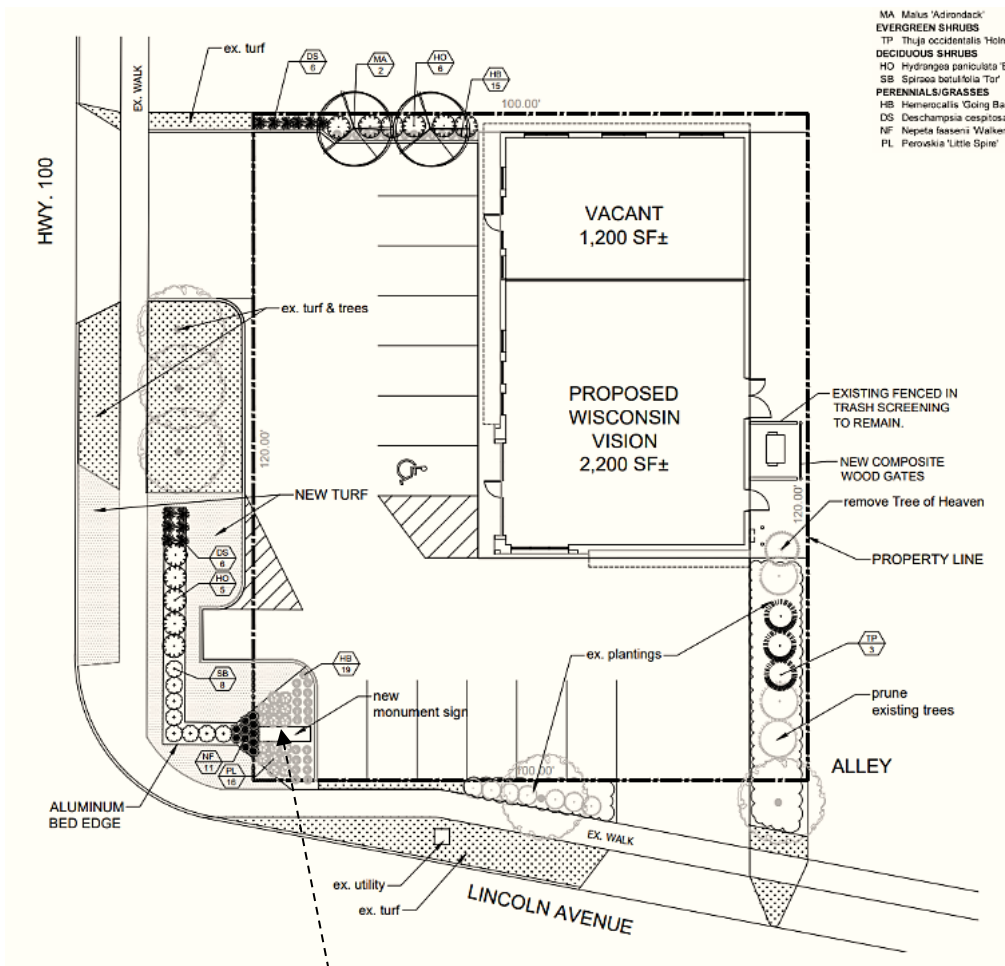 MA Malus 'Adirondack'
EVERGREEN SHRUBS
TP Thuja occidentalis
DECIDUOUS SHRUBS
HO Hydrangea paniculata
SB Spiraea betulifolia 'Tor'
PERENNIALS/GRASSES
HB Hemerocallis 'Going
DS Deschampsia cespitosa
NF Nepeta faasenii
PL Perovskia 'Little Spire'
ex. turf
EX. WALK
DS
6
MA
2
HO
6
HB
15
100.00'
HWY. 100
VACANT
1,200 SF±
ex. turf & trees
PROPOSED
WISCONSIN
VISION
2,200 SF±
120.00'
EXISTING FENCED IN
TRASH SCREENING
TO REMAIN.
NEW COMPOSITE
WOOD GATES
120.00'
NEW TURF
remove Tree of Heaven
PROPERTY LINE
DS
6
HO
5
SB
8
HB
19
new
monument sign
ex. plantings
TP
3
prune
existing trees
NF
11
PL
16
100.00'
ALLEY
ALUMINUM
BED EDGE
EX. WALK
ex. utility
ex. turf
LINCOLN AVENUE